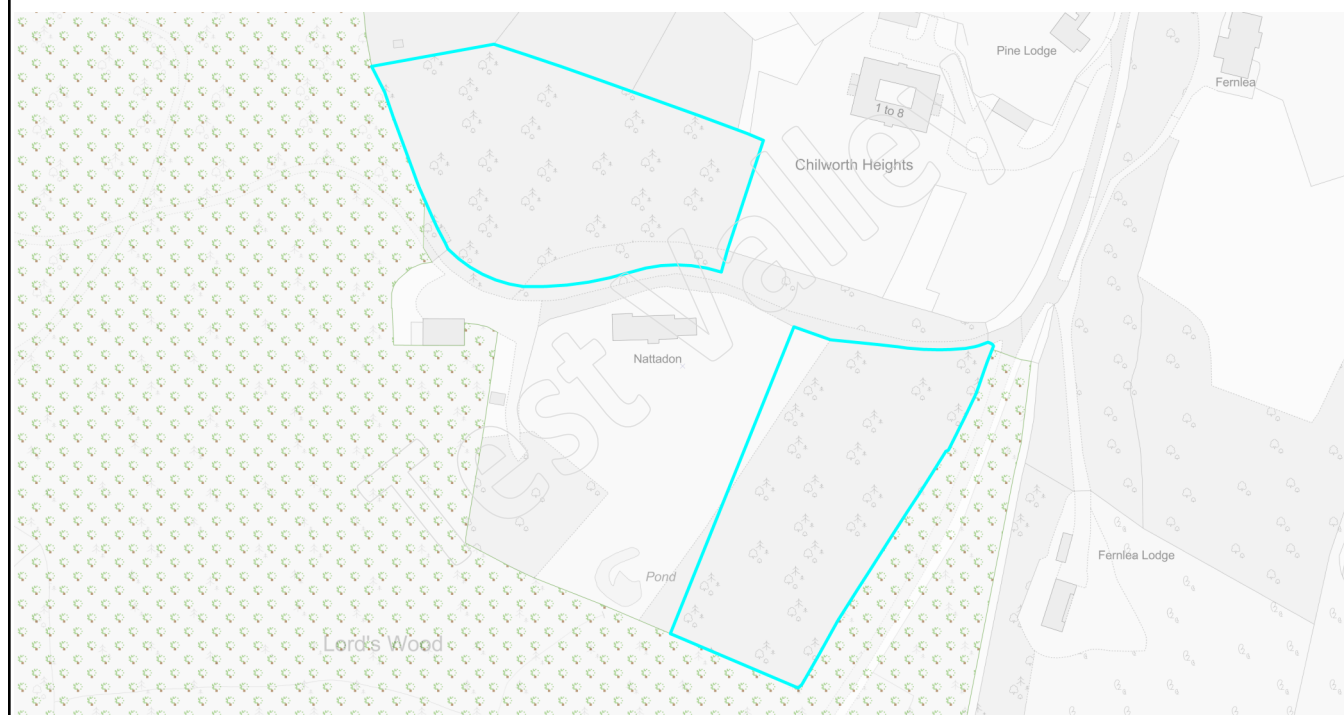 Pine Lodge
Fernlea
1 to 8
Chilworth Heights
Nattadon
Fernlea Lodge
Pond
Lord's Wood